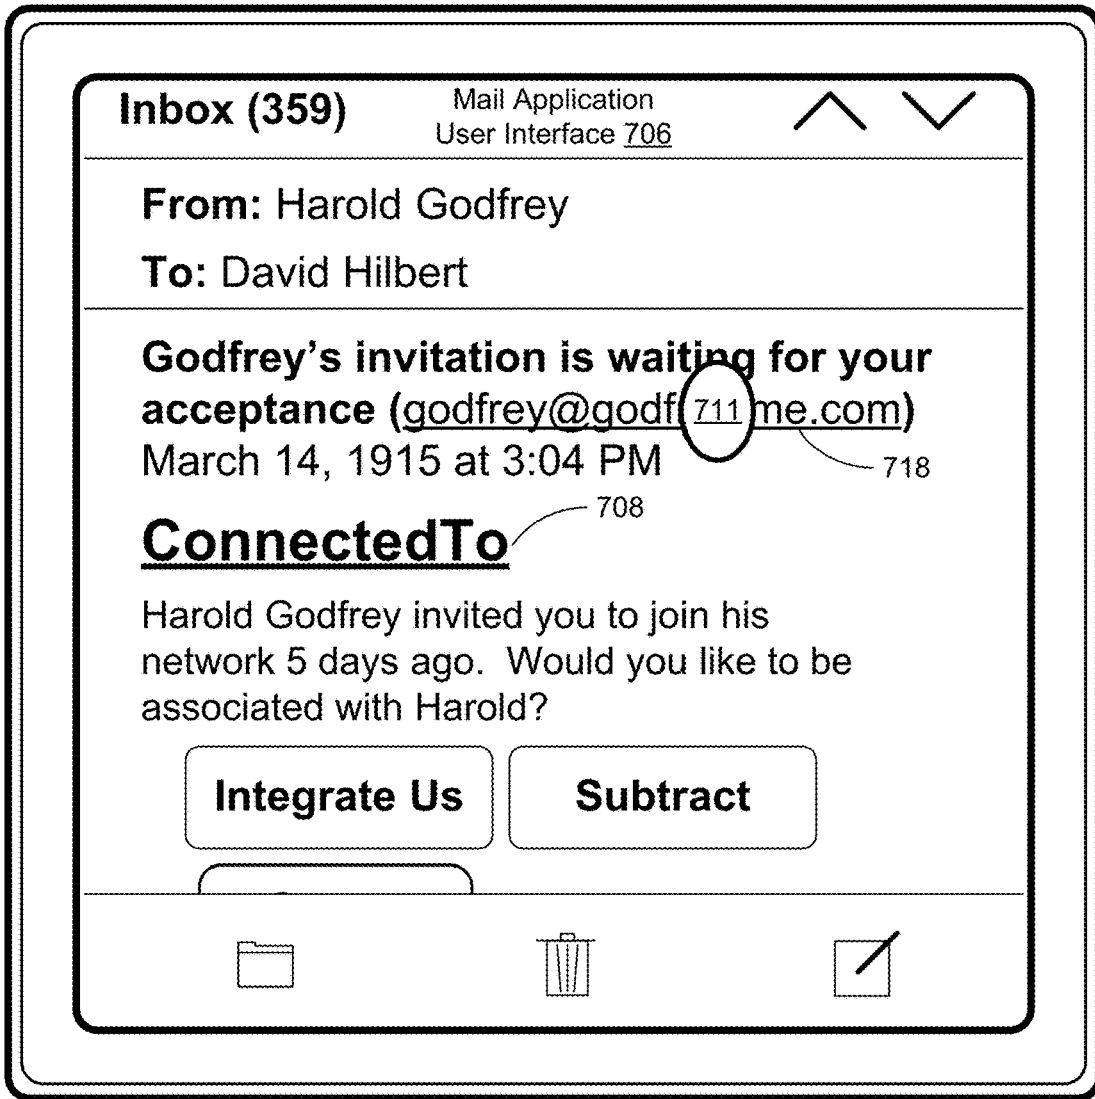 Inbox (359)
Mail Application
User Interface 706
From: Harold Godfrey
To: David Hilbert
Godfrey’s invitation is waiting for your
acceptance (godfrey@godf 711 me.com)
March 14, 1915 at 3:04 PM
718
708
ConnectedTo
Harold Godfrey invited you to join his
network 5 days ago. Would you like to be
associated with Harold?
Integrate Us
Subtract